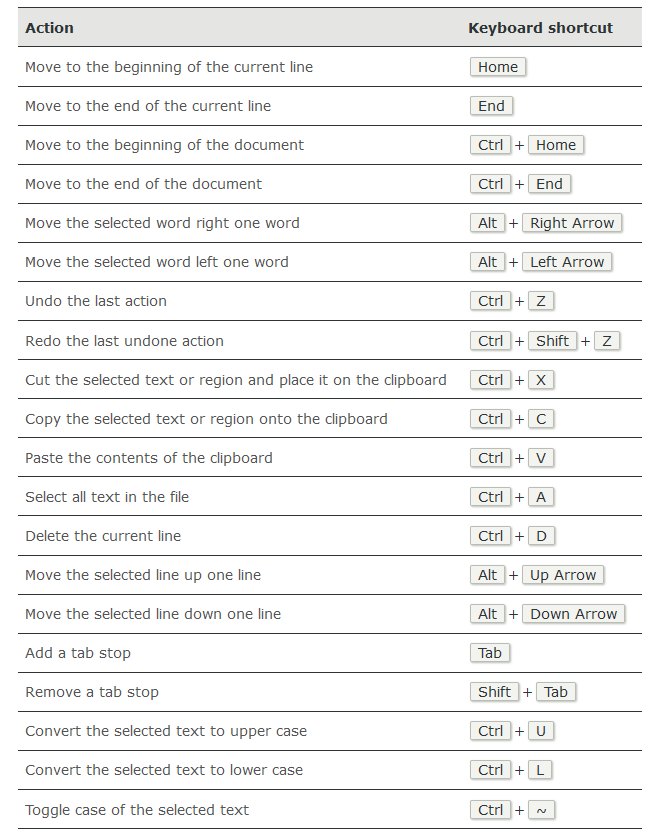 Action Keyboard shortcut
Move to the beginning of the current line Home
Move to the end of the current line End
Move to the beginning of the document Ctrl + Home
Move to the end of the document Ctrl + End
Move the selected word right one word Alt + Right Arrow
Move the selected word left one word Alt + Left Arrow
Undo the last action Ctrl + Z
Redo the last undone action Ctrl + Shift + Z
Cut the selected text or region and place it on the clipboard Ctrl + X
Copy the selected text or region onto the clipboard Ctrl + C
Paste the contents of the clipboard Ctrl + V
Select all text in the file Ctrl + A
Delete the current line Ctrl + D
Move the selected line up one line Alt + Up Arrow
Move the selected line down one line Alt + Down Arrow
Add a tab stop Tab
Remove a tab stop Shift + Tab
Convert the selected text to upper case Ctrl + U
Convert the selected text to lower case Ctrl + L
Toggle case of the selected text Ctrl + ~